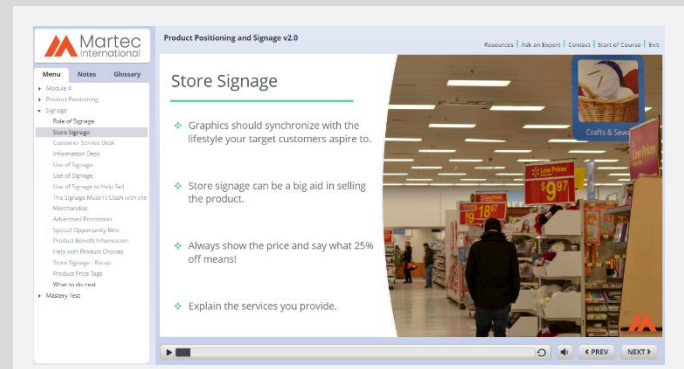 Martec
International
Product Positioning and Signage v2.0
Resources | Ask an Expert | Contact | Start of Course | Exit
Menu Notes Glossary
Module 4
Product Positioning
Signage
Role of Signage
Store Signage
Customer Service Desk
Information Desk
Use of Signage
Use of Signage
Use of Signage to Help Sell
The Signage Mustn't Clash with the
Merchandise
Advertised Promotion
Special Opportunity Bins
Product Benefit Information
Help with Product Choices
Store Signage - Recap
Product Price Tags
What to do next
Mastery Test
Store Signage
Graphics should synchronize with the
lifestyle your target customers aspire to.
Store signage can be a big aid in selling
the product.
Always show the price and say what 25%
off means!
Explain the services you provide.
Crafts & Sew
Low Prices
Low Prices
$9.97
18.97
PREV NEXT